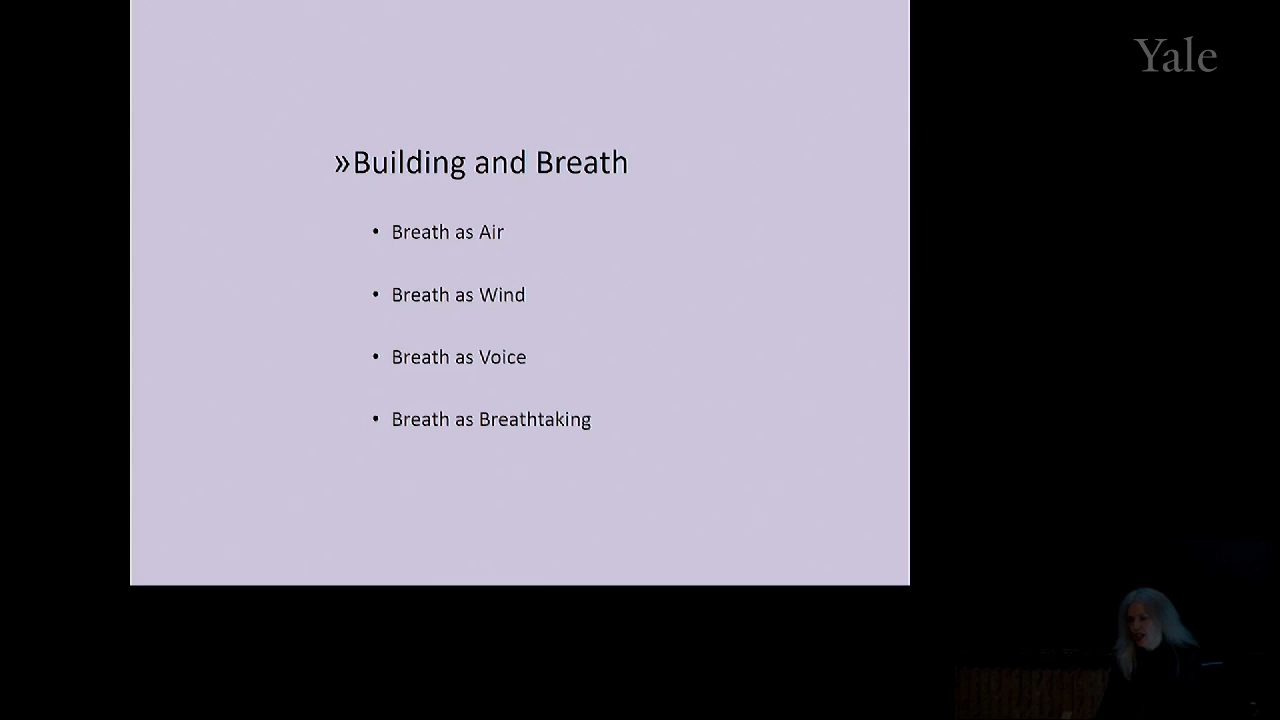 Yale
»Building and Breath
• Breath as Air
• Breath as Wind
• Breath as Voice
• Breath as Breathtaking